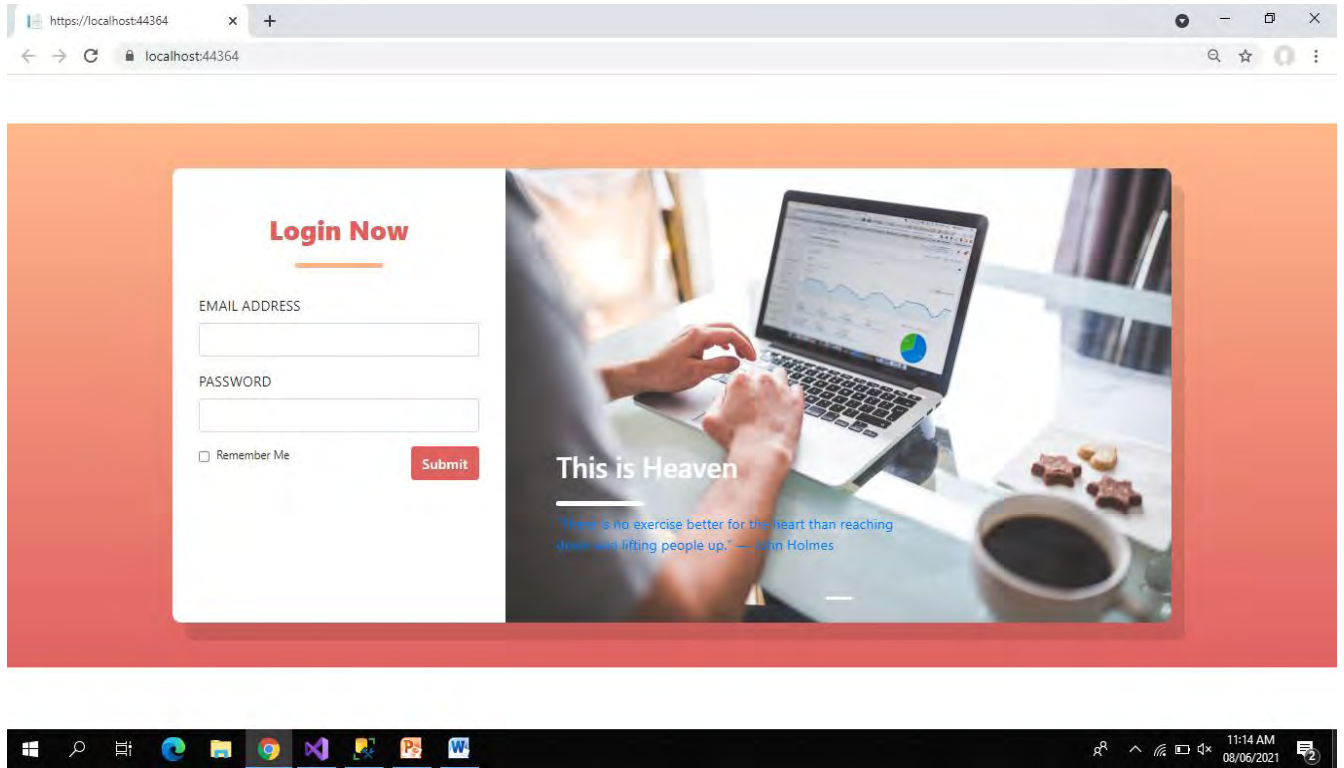 https://localhost:44364
localhost:44364
Login Now
EMAIL ADDRESS
PASSWORD
Remember Me
Submit
This is Heaven
"There is no exercise better for the heart than reaching
down and lifting people up." — John Holmes
11:14 AM
08/06/2021
2